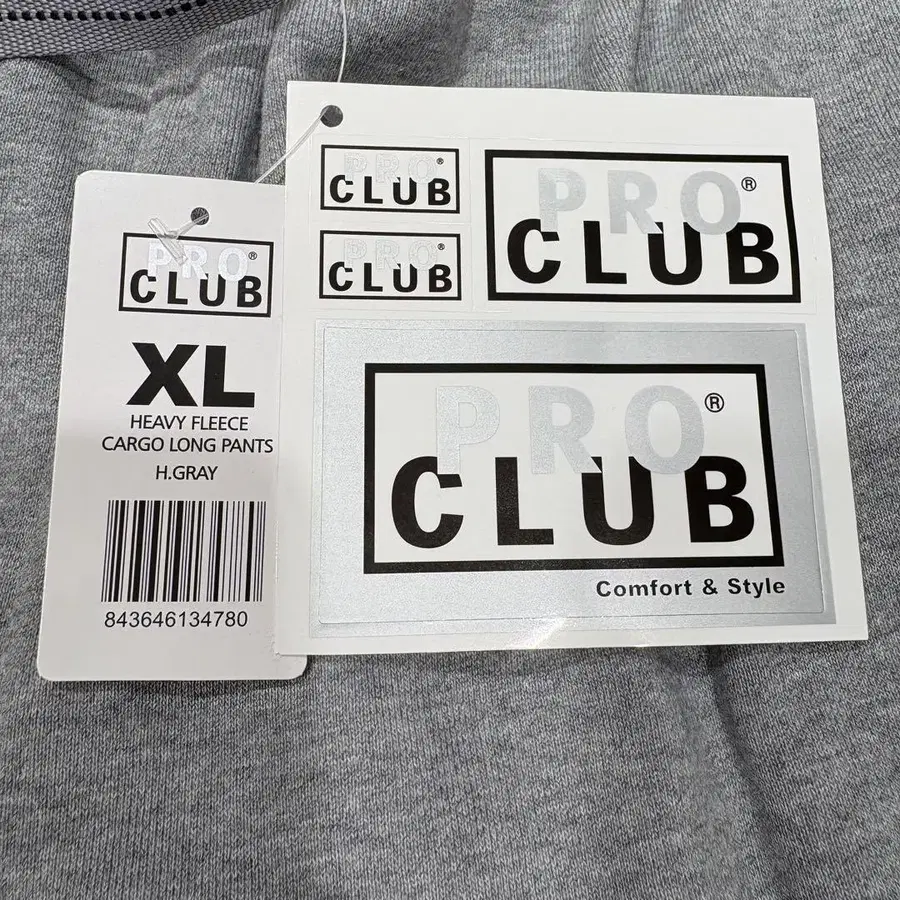 PRO®
CLUB
XL
HEAVY FLEECE
CARGO LONG PANTS
H.GRAY
843646134780
PRO®
CLUB
PRO®
CLUB
PRO®
CLUB
PRO®
CLUB
Comfort & Style